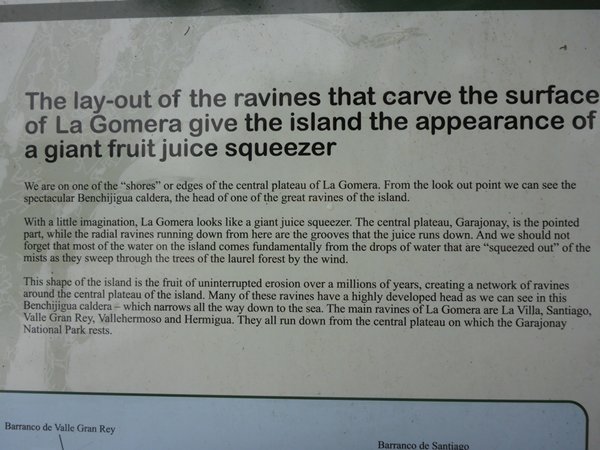 The lay-out of the ravines that carve the surface
of La Gomera give the island the appearance of
a giant fruit juice squeezer
We are on one of the “shores” or edges of the central plateau of La Gomera. From the look out point we can see the
spectacular Benchijigua caldera, the head of one of the great ravines of the island.
With a little imagination, La Gomera looks like a giant juice squeezer. The central plateau, Garajonay, is the pointed
part, while the radial ravines running down from here are the grooves that the juice runs down. And we should not
forget that most of the water on the island comes fundamentally from the drops of water that are “squeezed out” of the
mists as they sweep through the trees of the laurel forest by the wind.
This shape of the island is the fruit of uninterrupted erosion over a millions of years, creating a network of ravines
around the central plateau of the island. Many of these ravines have a highly developed head as we can see in this
Benchijigua caldera – which narrows all the way down to the sea. The main ravines of La Gomera are La Villa, Santiago,
Valle Gran Rey, Vallehermoso and Hermigua. They all run down from the central plateau on which the Garajonay
National Park rests.
Barranco de Valle Gran Rey
Barranco de Santiago